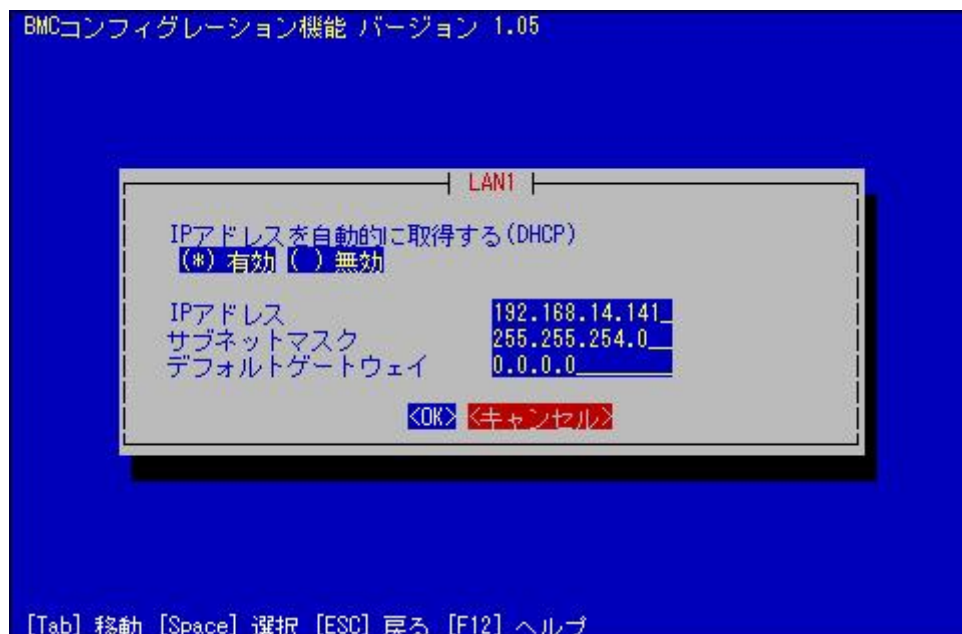 BMCコンフィグレーション機能 バージョン 1.05
LAN1
IPアドレスを自動的に取得する(DHCP)
(*) 有効 ( ) 無効
IPアドレス 192.168.14.141_
サブネットマスク 255.255.254.0__
デフォルトゲートウェイ 0.0.0.0________
<OK> <キャンセル>
[Tab] 移動 [Space] 選択 [ESC] 戻る [F12] ヘルプ